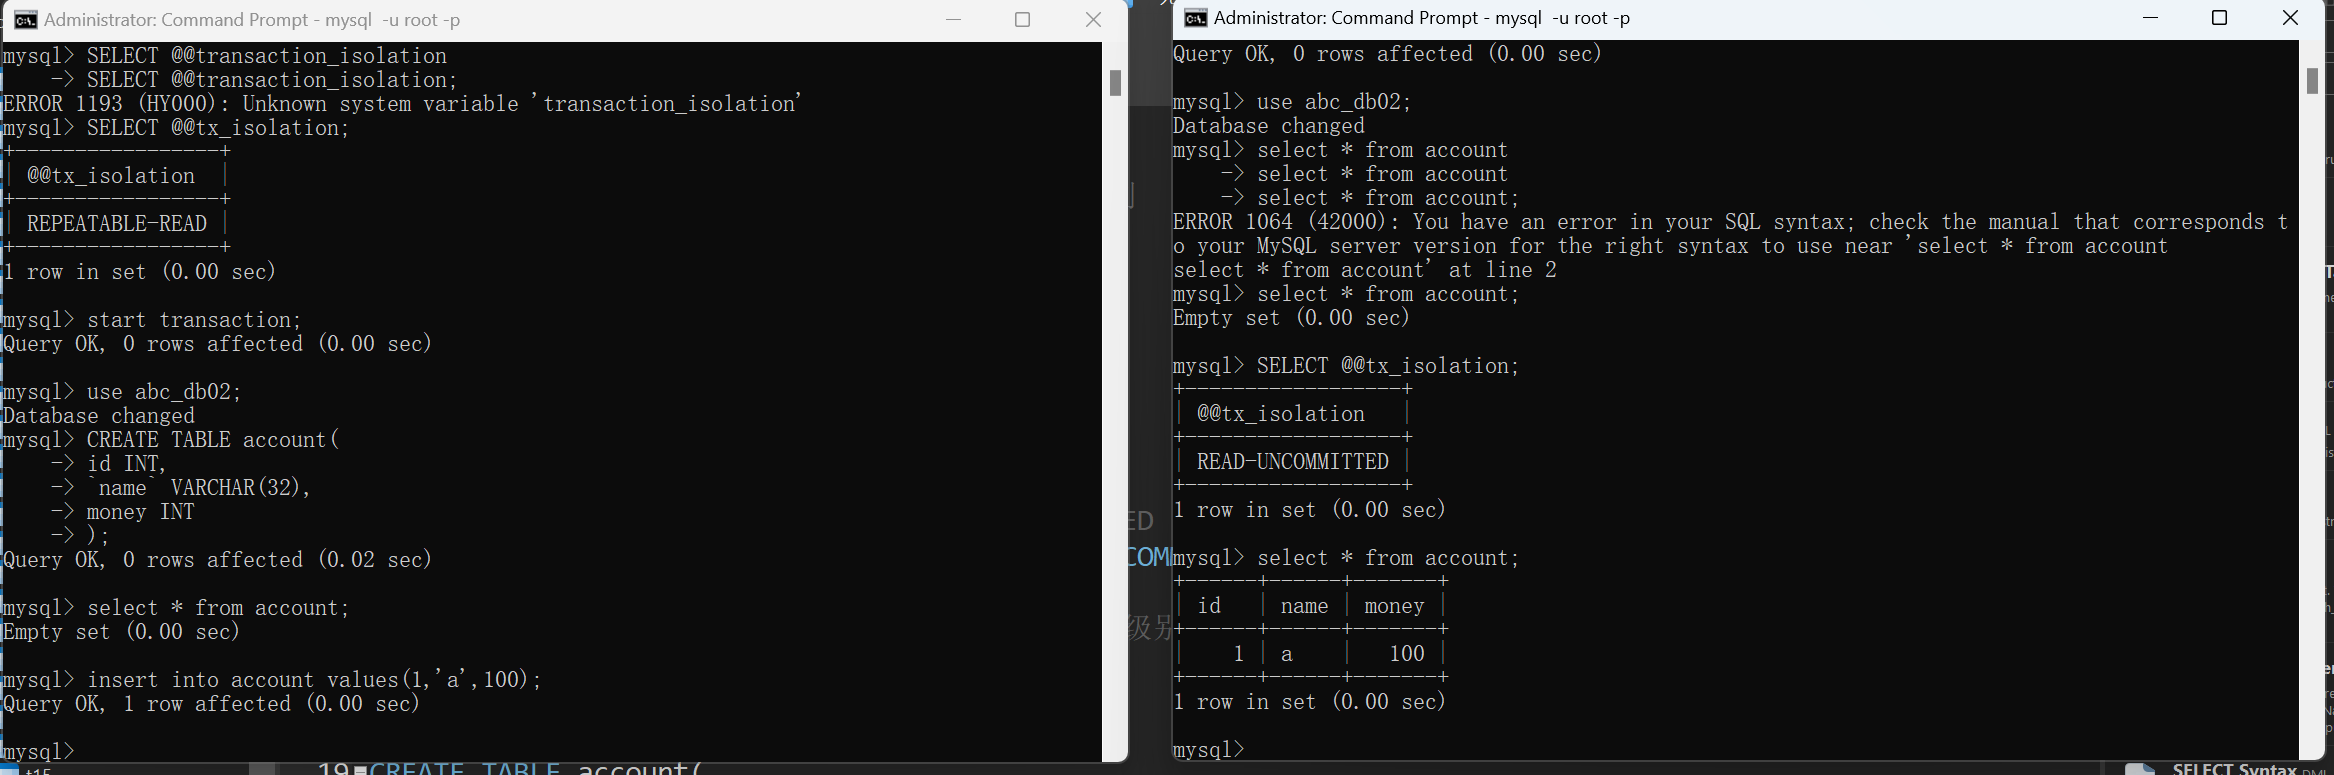 Administrator: Command Prompt - mysql  -u root -p
mysql> SELECT @@transaction_isolation
    -> SELECT @@transaction_isolation;
ERROR 1193 (HY000): Unknown system variable 'transaction_isolation'
mysql> SELECT @@tx_isolation;
+-----------------+
| @@tx_isolation  |
+-----------------+
| REPEATABLE-READ |
+-----------------+
1 row in set (0.00 sec)
mysql> start transaction;
Query OK, 0 rows affected (0.00 sec)
mysql> use abc_db02;
Database changed
mysql> CREATE TABLE account(
    -> id INT,
    -> `name` VARCHAR(32),
    -> money INT
    -> );
Query OK, 0 rows affected (0.02 sec)
mysql> select * from account;
Empty set (0.00 sec)
mysql> insert into account values(1,'a',100);
Query OK, 1 row affected (0.00 sec)
mysql>
Administrator: Command Prompt - mysql  -u root -p
Query OK, 0 rows affected (0.00 sec)
mysql> use abc_db02;
Database changed
mysql> select * from account
    -> select * from account
    -> select * from account;
ERROR 1064 (42000): You have an error in your SQL syntax; check the manual that corresponds t
o your MySQL server version for the right syntax to use near 'select * from account
select * from account' at line 2
mysql> select * from account;
Empty set (0.00 sec)
mysql> SELECT @@tx_isolation;
+------------------+
| @@tx_isolation   |
+------------------+
| READ-UNCOMMITTED |
+------------------+
1 row in set (0.00 sec)
mysql> select * from account;
+------+------+-------+
| id   | name | money |
+------+------+-------+
|    1 | a    |   100 |
+------+------+-------+
1 row in set (0.00 sec)
mysql>
ED
COM
级别
t15
19 CREATE TABLE account(
SELECT Syntax